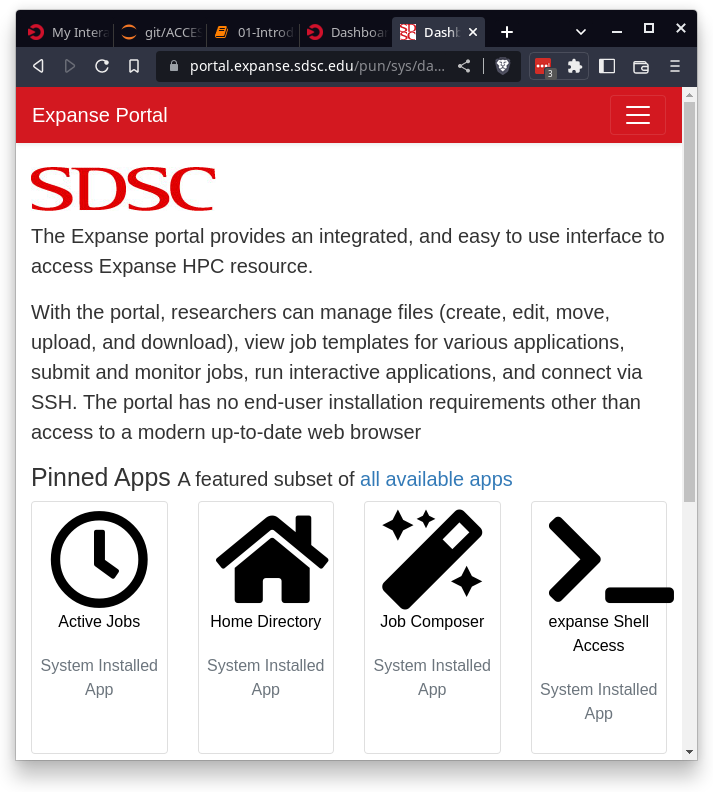 My Intera
git/ACCES
01-Introd
Dashboar
Dashb
portal.expanse.sdsc.edu/pun/sys/da...
3
Expanse Portal
SDSC
The Expanse portal provides an integrated, and easy to use interface to
access Expanse HPC resource.
With the portal, researchers can manage files (create, edit, move,
upload, and download), view job templates for various applications,
submit and monitor jobs, run interactive applications, and connect via
SSH. The portal has no end-user installation requirements other than
access to a modern up-to-date web browser
Pinned Apps A featured subset of all available apps
Active Jobs
System Installed
App
Home Directory
System Installed
App
Job Composer
System Installed
App
expanse Shell
Access
System Installed
App